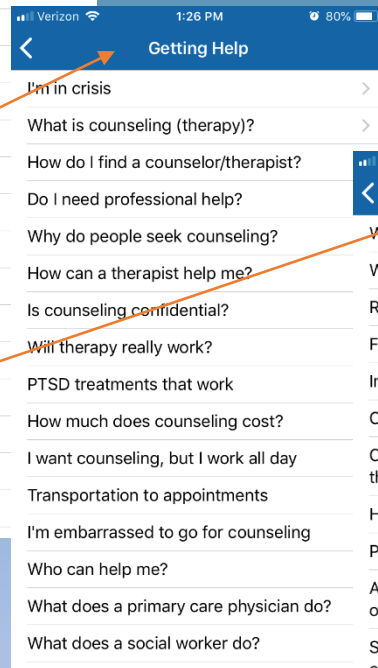 Verizon 1:26 PM 80%
Getting Help
I'm in crisis
What is counseling (therapy)?
How do I find a counselor/therapist?
Do I need professional help?
Why do people seek counseling?
How can a therapist help me?
Is counseling confidential?
Will therapy really work?
PTSD treatments that work
How much does counseling cost?
I want counseling, but I work all day
Transportation to appointments
I'm embarrassed to go for counseling
Who can help me?
What does a primary care physician do?
What does a social worker do?